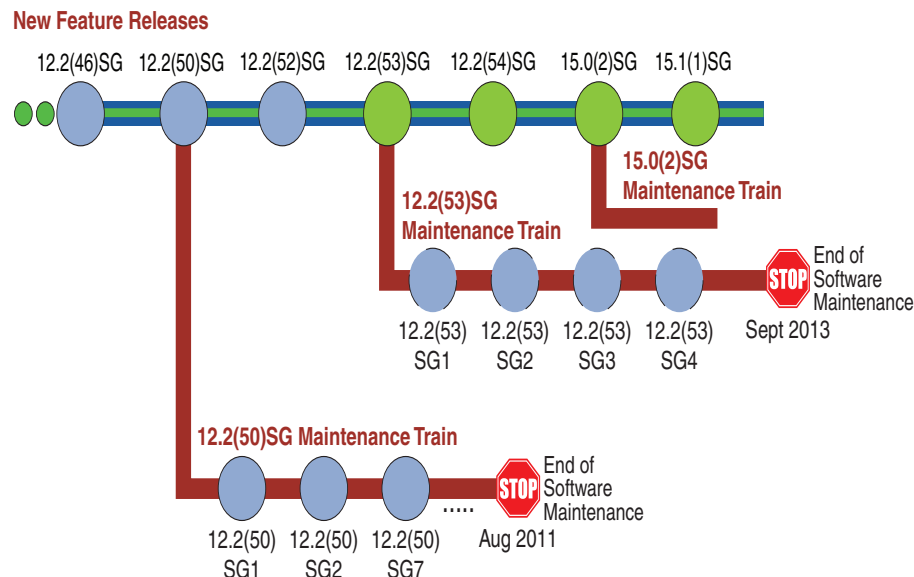 New Feature Releases
12.2(46)SG 12.2(50)SG 12.2(52)SG 12.2(53)SG 12.2(54)SG 15.0(2)SG 15.1(1)SG
15.0(2)SG
Maintenance Train
12.2(53)SG
Maintenance Train
STOP
End of
Software
Maintenance
Sept 2013
12.2(53) 12.2(53) 12.2(53) 12.2(53)
SG1 SG2 SG3 SG4
12.2(50)SG Maintenance Train
.....
STOP
End of
Software
Maintenance
Aug 2011
12.2(50) 12.2(50) 12.2(50)
SG1 SG2 SG7